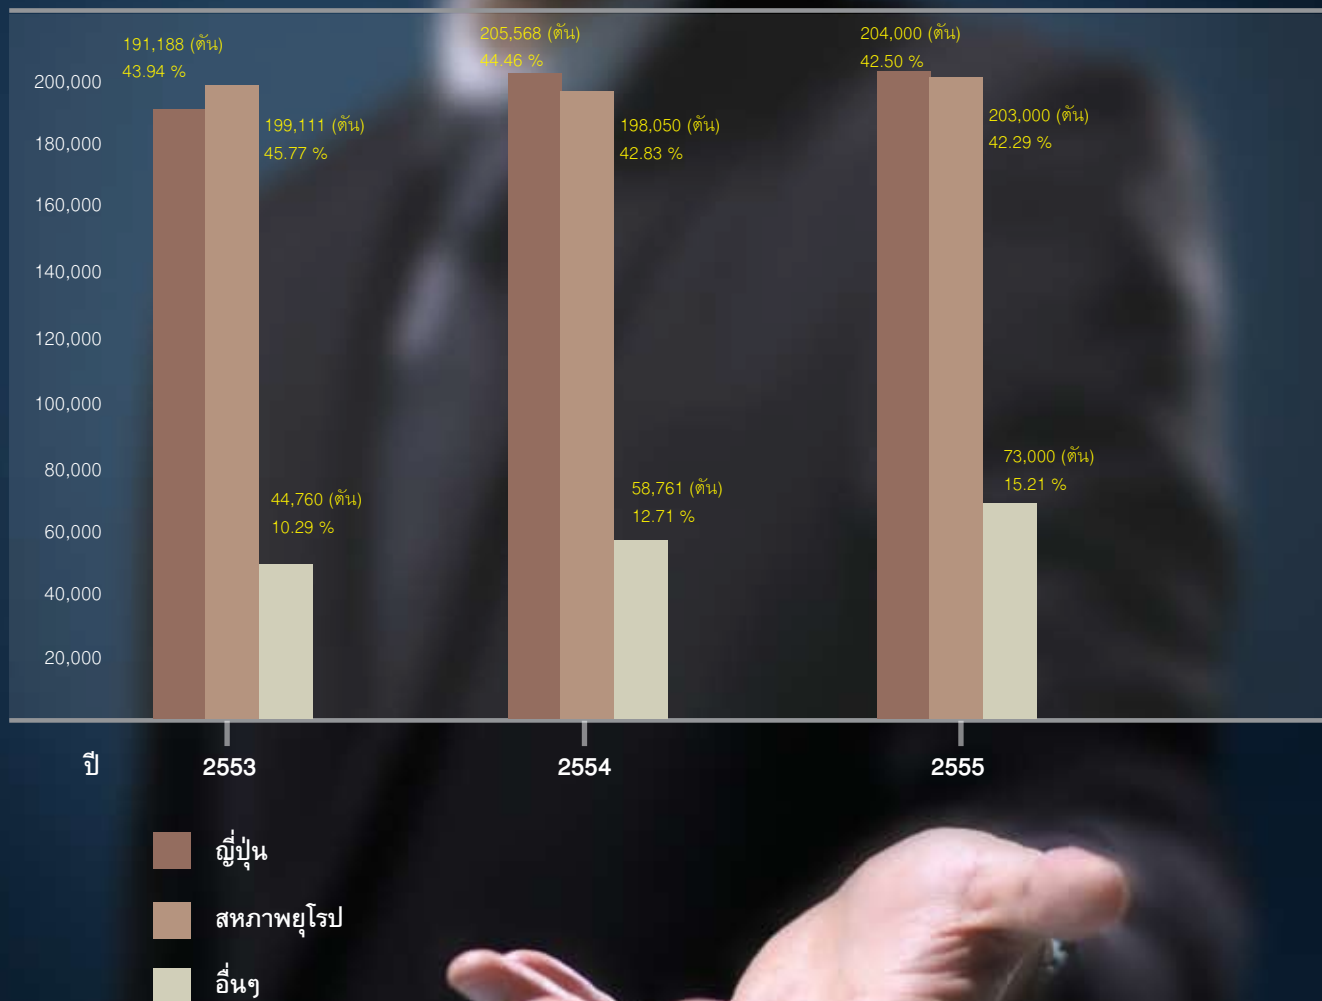 191,188 (ตัน)
43.94 %
205,568 (ตัน)
44.46 %
204,000 (ตัน)
42.50 %
200,000
199,111 (ตัน)
45.77 %
198,050 (ตัน)
42.83 %
203,000 (ตัน)
42.29 %
180,000
160,000
140,000
120,000
100,000
80,000
73,000 (ตัน)
15.21 %
44,760 (ตัน)
10.29 %
58,761 (ตัน)
12.71 %
60,000
40,000
20,000
ปี 2553 2554 2555
ญี่ปุ่น
สหภาพยุโรป
อื่นๆ